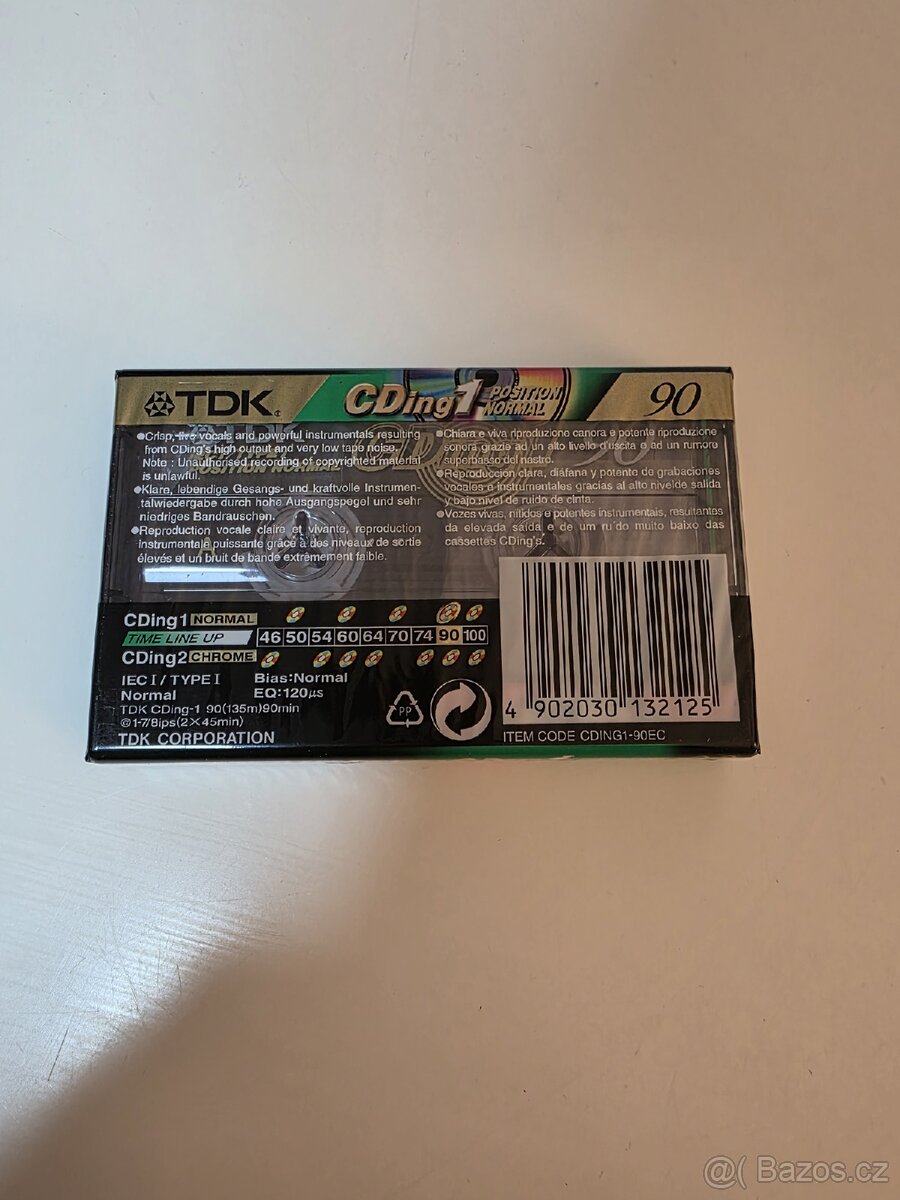 TDK CDing1 POSITION NORMAL 90
•Crisp, live vocals and powerful instrumentals resulting
from CDing's high output and very low tape noise.
Note : Unauthorised recording of copyrighted material
is unlawful.
•Klare, lebendige Gesangs- und kraftvolle Instrumen-
talwiedergabe durch hohe Ausgangspegel und sehr
niedriges Bandrauschen.
•Reproduction vocale claire et vivante, reproduction
instrumentale puissante grâce à des niveaux de sortie
élevés et un bruit de bande extrêmement faible.
•Chiara e viva riproduzione canora e potente riproduzione
sonora grazie ad un alto livello d'uscita e ad un rumore
superbasso di nastro.
•Reproducción clara, diáfana y potente de grabaciones
vocales e instrumentales gracias al alto nivelde salida
y bajo nivel de ruido de cinta.
•Vozes vivas, nítidos e potentes instrumentais, resultantes
da elevada saída e de um ruído muito baixo das
cassettes CDing's.
CDing1 NORMAL
TIME LINE UP 46 50 54 60 64 70 74 90 100
CDing2 CHROME
IEC I / TYPE I Bias:Normal
Normal EQ:120µs
TDK CDing-1 90(135m)90min
@1-7/8ips(2×45min)
TDK CORPORATION
PP
4 902030 132125
ITEM CODE CDING1-90EC
@( Bazos.cz